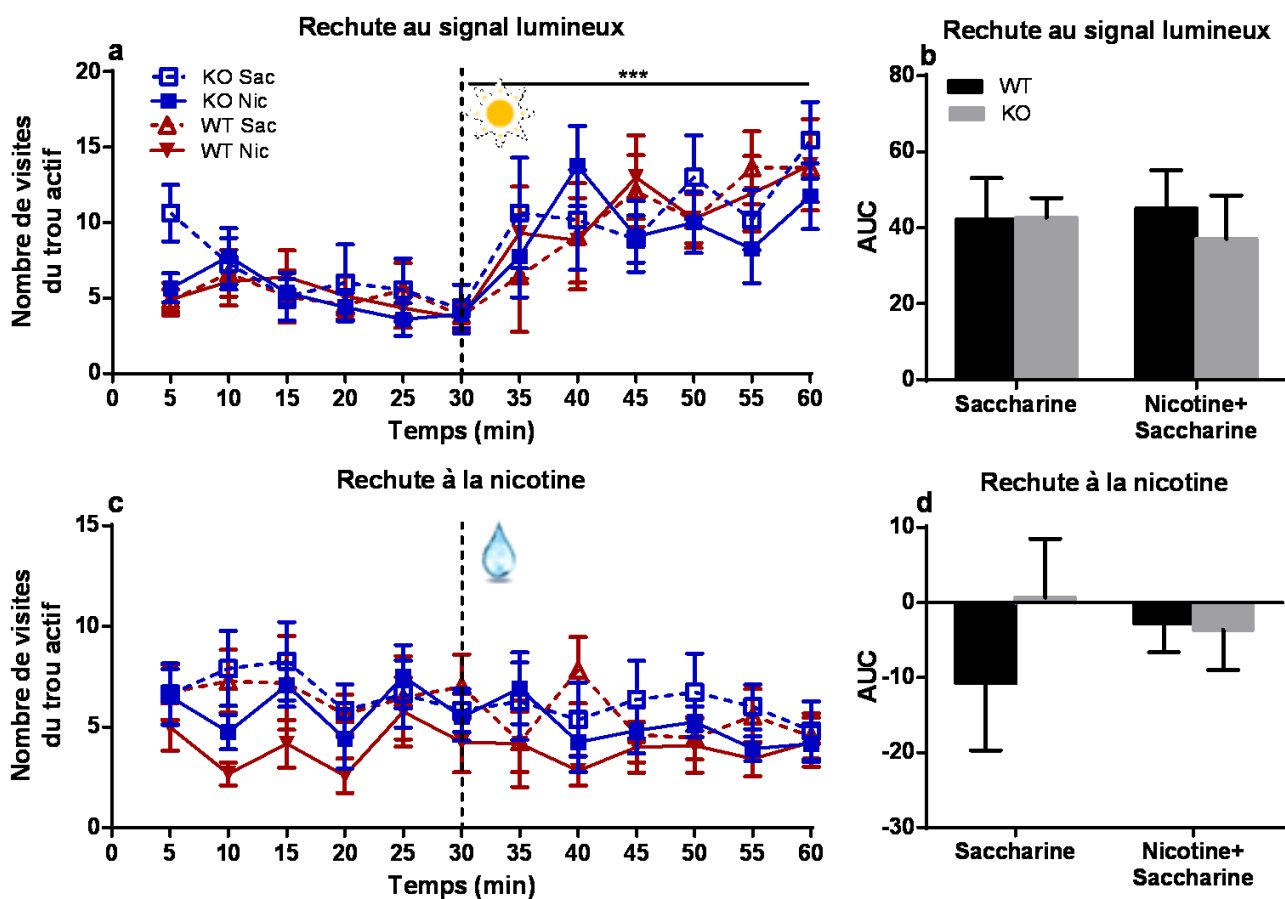 Rechute au signal lumineux
a
Nombre de visites
du trou actif
20
15
10
5
0
KO Sac
KO Nic
WT Sac
WT Nic
***
0 5 10 15 20 25 30 35 40 45 50 55 60
Temps (min)
Rechute au signal lumineux
b
AUC
80
60
40
20
0
WT
KO
Saccharine
Nicotine+
Saccharine
Rechute à la nicotine
c
Nombre de visites
du trou actif
15
10
5
0
0 5 10 15 20 25 30 35 40 45 50 55 60
Temps (min)
Rechute à la nicotine
d
AUC
10
0
-10
-20
-30
Saccharine
Nicotine+
Saccharine